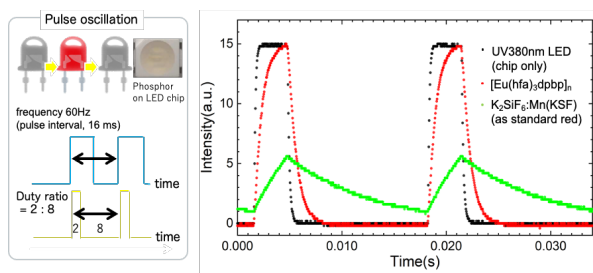 Pulse oscillation
Phosphor
on LED chip
frequency 60Hz
(pulse interval, 16 ms)
time
Duty ratio
= 2 : 8
2
8
time
Intensity(a.u.)
15
10
5
0
0.000
0.010
0.020
0.030
Time(s)
UV380nm LED
(chip only)
[Eu(hfa)₃dpbp]ₙ
K₂SiF₆:Mn(KSF)
(as standard red)